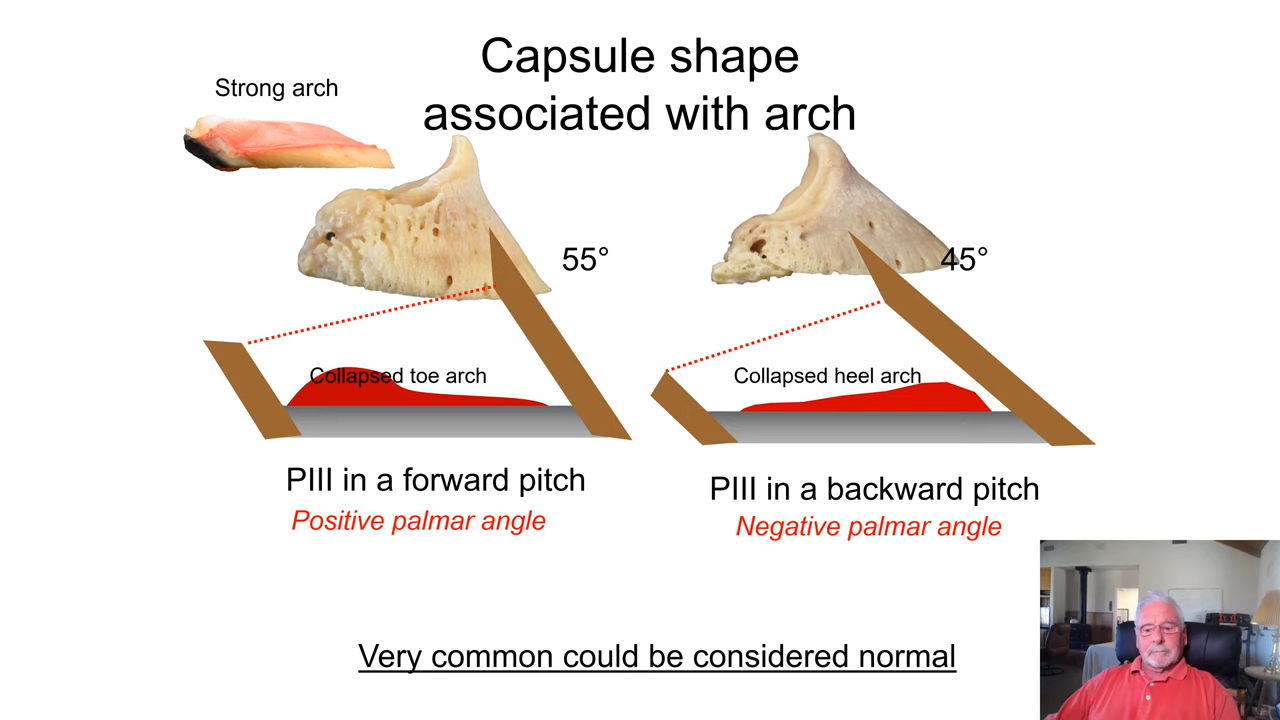 Capsule shape
associated with arch
Strong arch
55°
45°
Collapsed toe arch
Collapsed heel arch
PIII in a forward pitch
Positive palmar angle
PIII in a backward pitch
Negative palmar angle
Very common could be considered normal